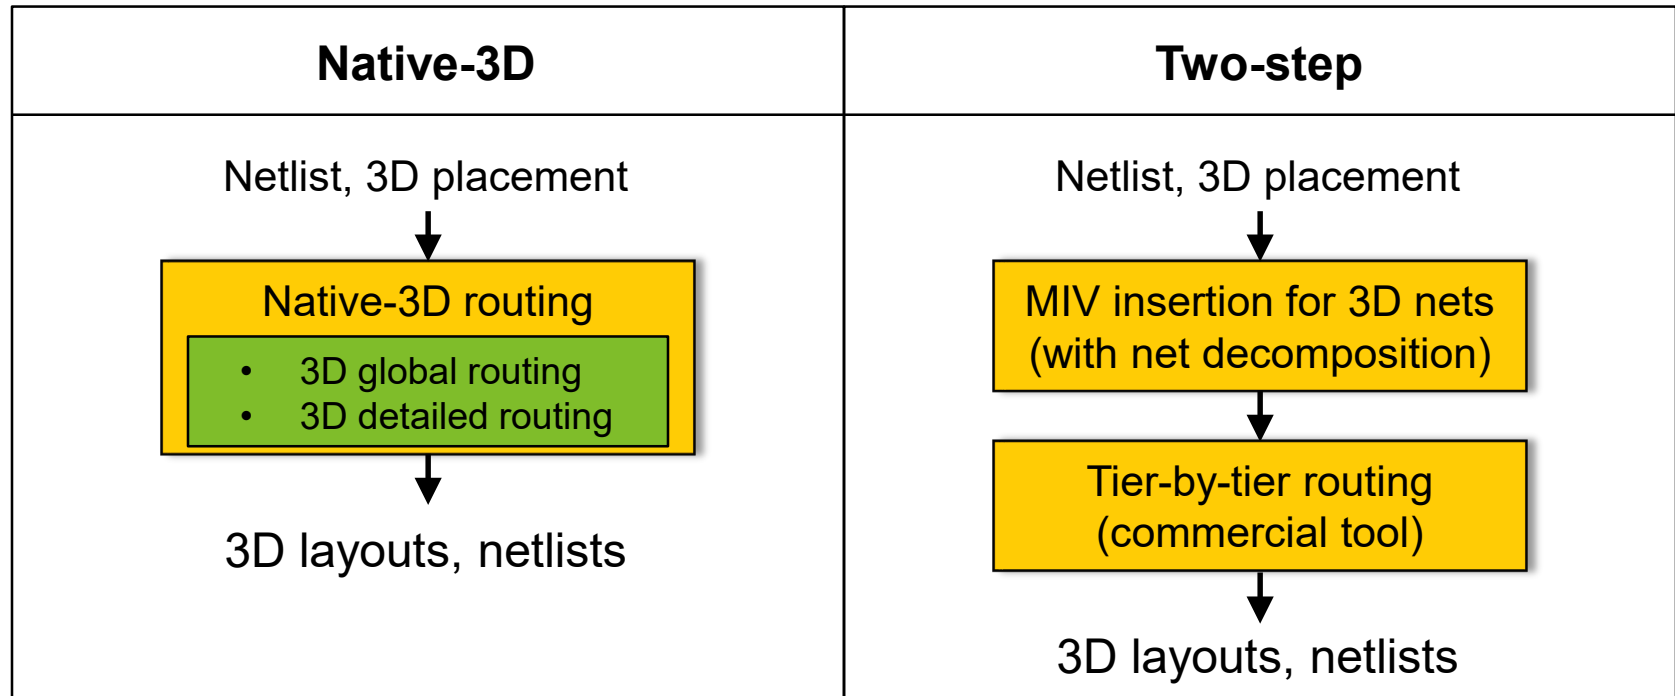 Native-3D
Netlist, 3D placement
Native-3D routing
• 3D global routing
• 3D detailed routing
3D layouts, netlists
Two-step
Netlist, 3D placement
MIV insertion for 3D nets
(with net decomposition)
Tier-by-tier routing
(commercial tool)
3D layouts, netlists